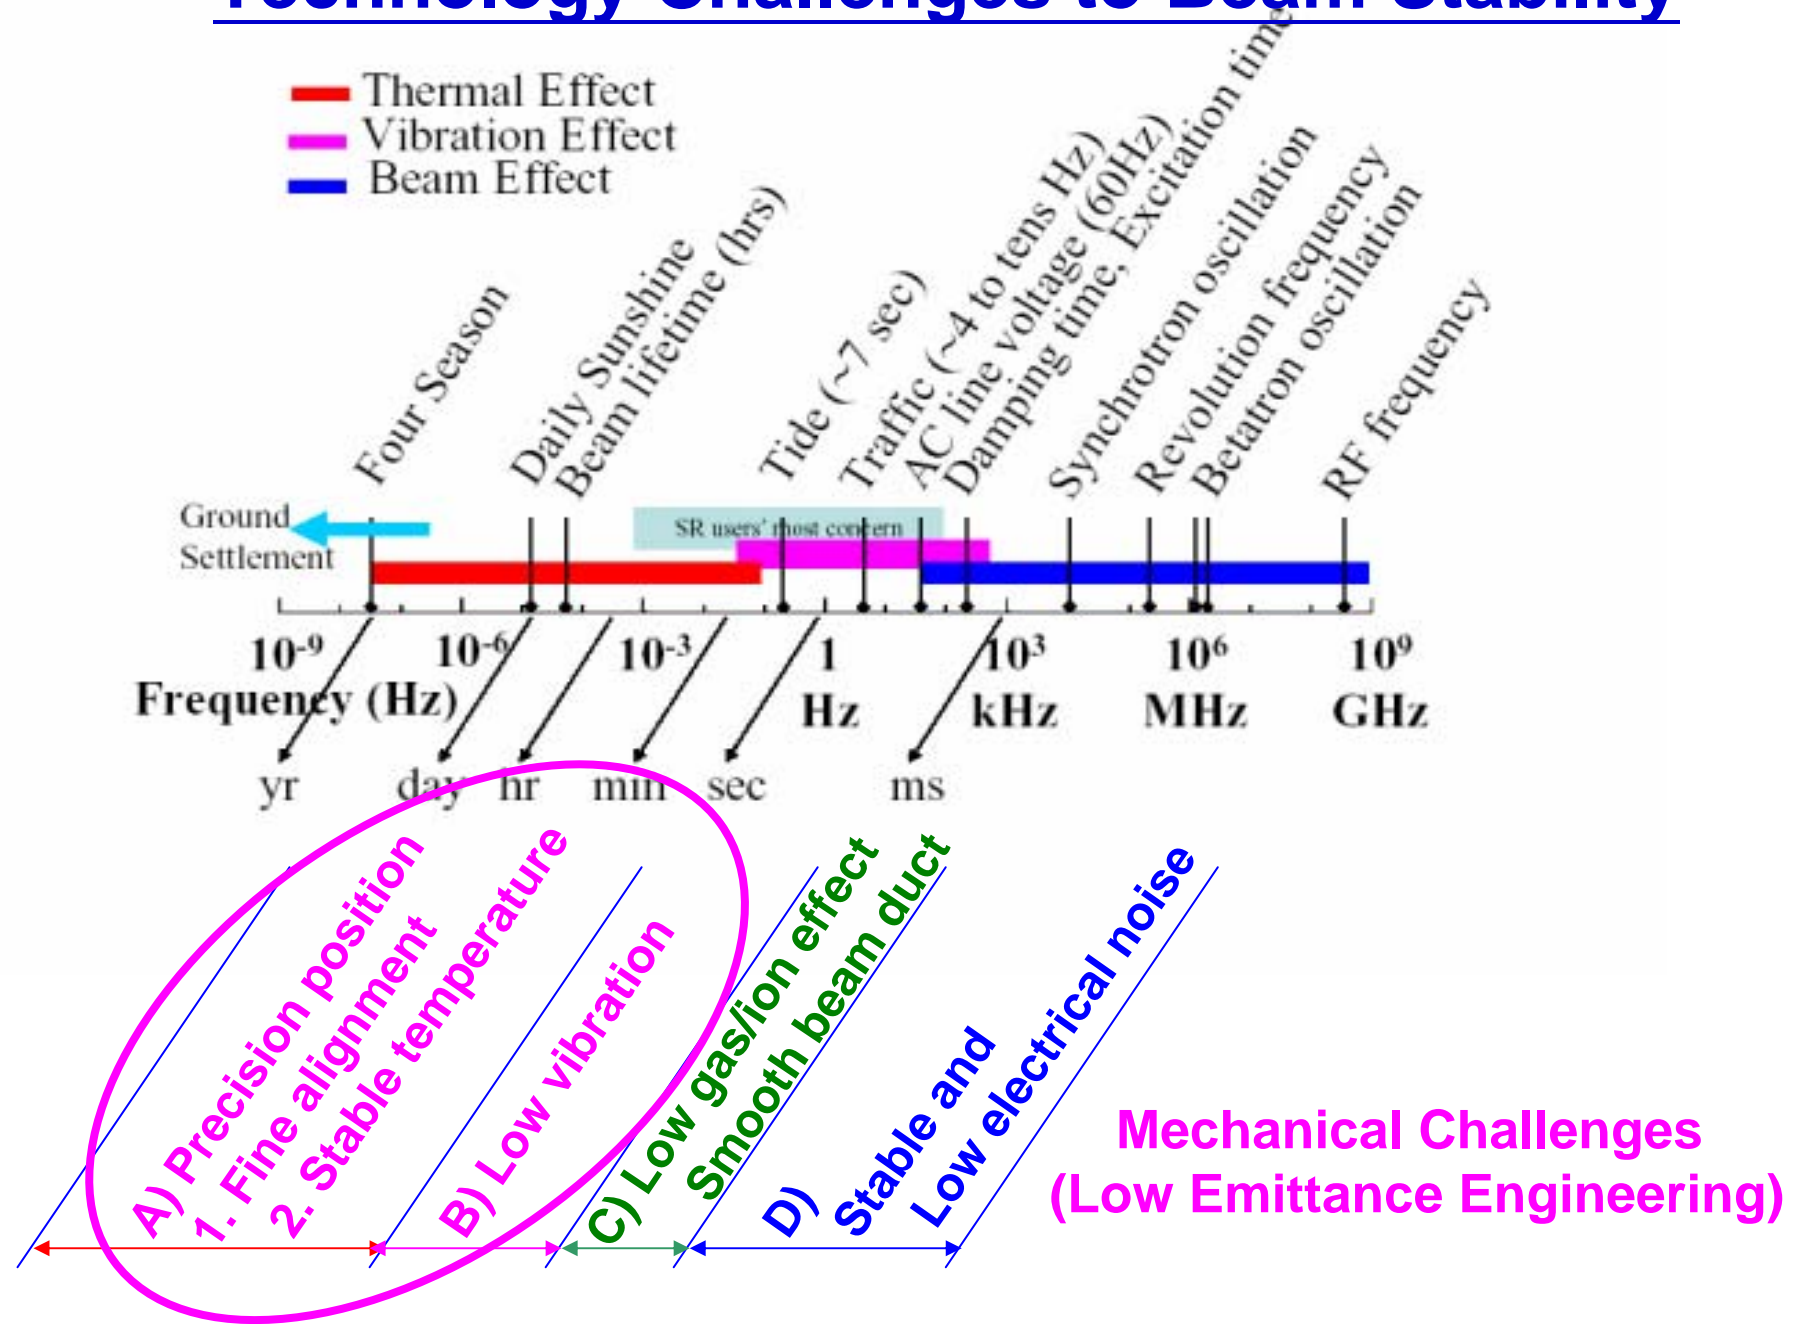 Technology Challenges to Beam Stability
Thermal Effect
Vibration Effect
Beam Effect
Four Season
Daily Sunshine
Beam lifetime (hrs)
Tide (~7 sec)
Traffic (~4 to tens Hz)
AC line voltage (60Hz)
Damping time, Excitation time
Synchrotron oscillation
Revolution frequency
Betatron oscillation
RF frequency
Ground
Settlement
SR users' most concern
10-9 10-6 10-3 1 10³ 10⁶ 10⁹
Frequency (Hz) Hz kHz MHz GHz
yr day hr min sec ms
A) Precision position
1. Fine alignment
2. Stable temperature
B) Low vibration
C) Low gas/ion effect
Smooth beam duct
D)
Stable and
Low electrical noise
Mechanical Challenges
(Low Emittance Engineering)